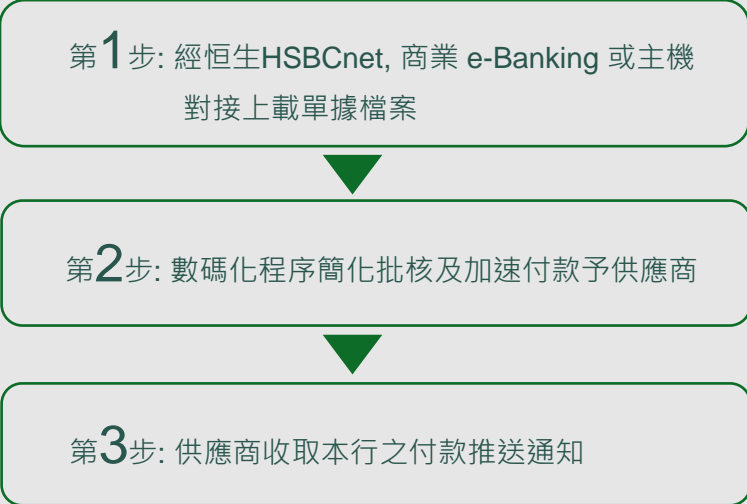 第1步: 經恒生HSBCnet, 商業 e-Banking 或主機
對接上載單據檔案
第2步: 數碼化程序簡化批核及加速付款予供應商
第3步: 供應商收取本行之付款推送通知